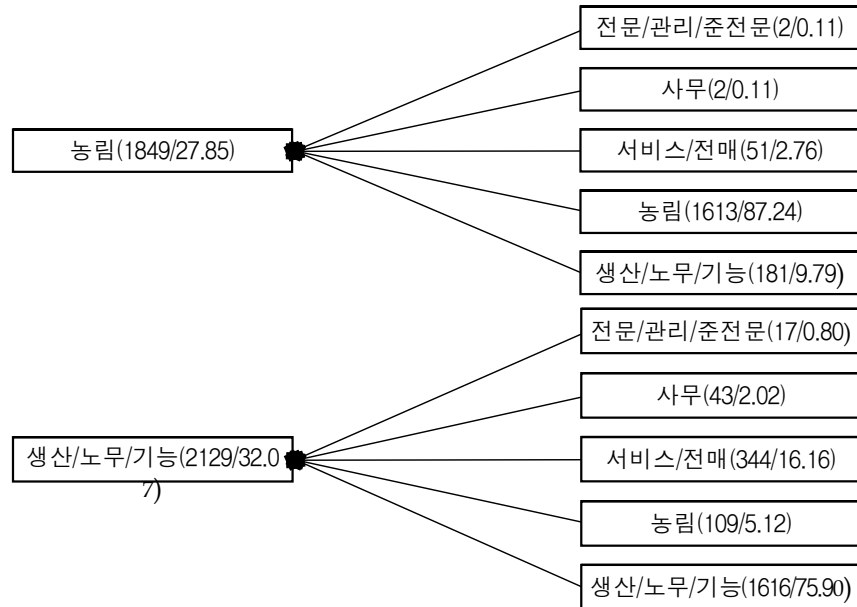 전문/관리/준전문(2/0.11)
사무(2/0.11)
농림(1849/27.85)
서비스/전매(51/2.76)
농림(1613/87.24)
생산/노무/기능(181/9.79)
전문/관리/준전문(17/0.80)
사무(43/2.02)
생산/노무/기능(2129/32.0
7)
서비스/전매(344/16.16)
농림(109/5.12)
생산/노무/기능(1616/75.90)